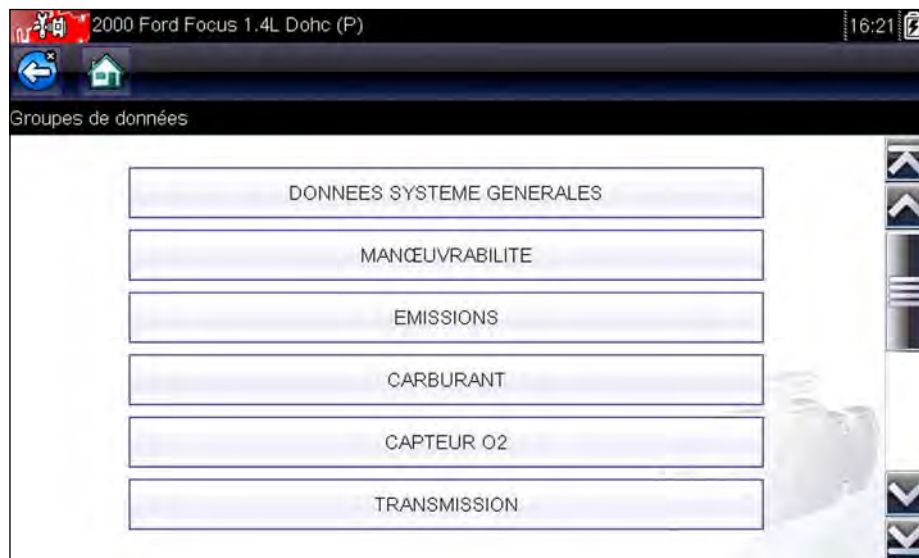 2000 Ford Focus 1.4L Dohc (P) 16:21
Groupes de données
DONNEES SYSTEME GENERALES
MANŒUVRABILITE
EMISSIONS
CARBURANT
CAPTEUR O2
TRANSMISSION